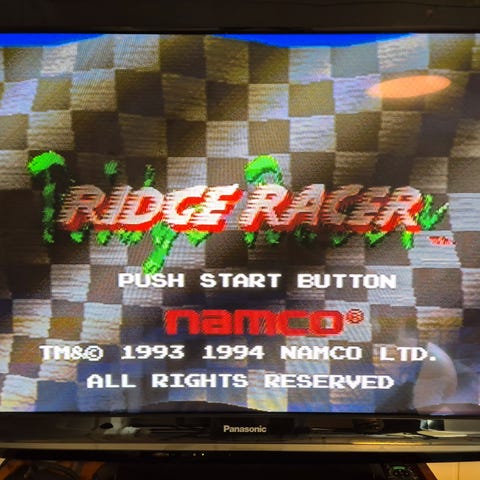 RIDGE RACER
PUSH START BUTTON
namco®
TM&© 1993 1994 NAMCO LTD.
ALL RIGHTS RESERVED
Panasonic